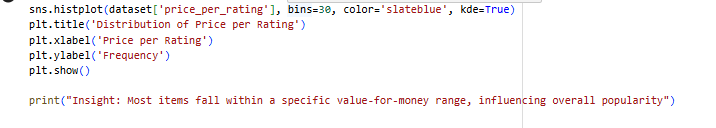 sns.histplot(dataset['price_per_rating'], bins=30, color='slateblue', kde=True)
plt.title('Distribution of Price per Rating')
plt.xlabel('Price per Rating')
plt.ylabel('Frequency')
plt.show()
print("Insight: Most items fall within a specific value-for-money range, influencing overall popularity")